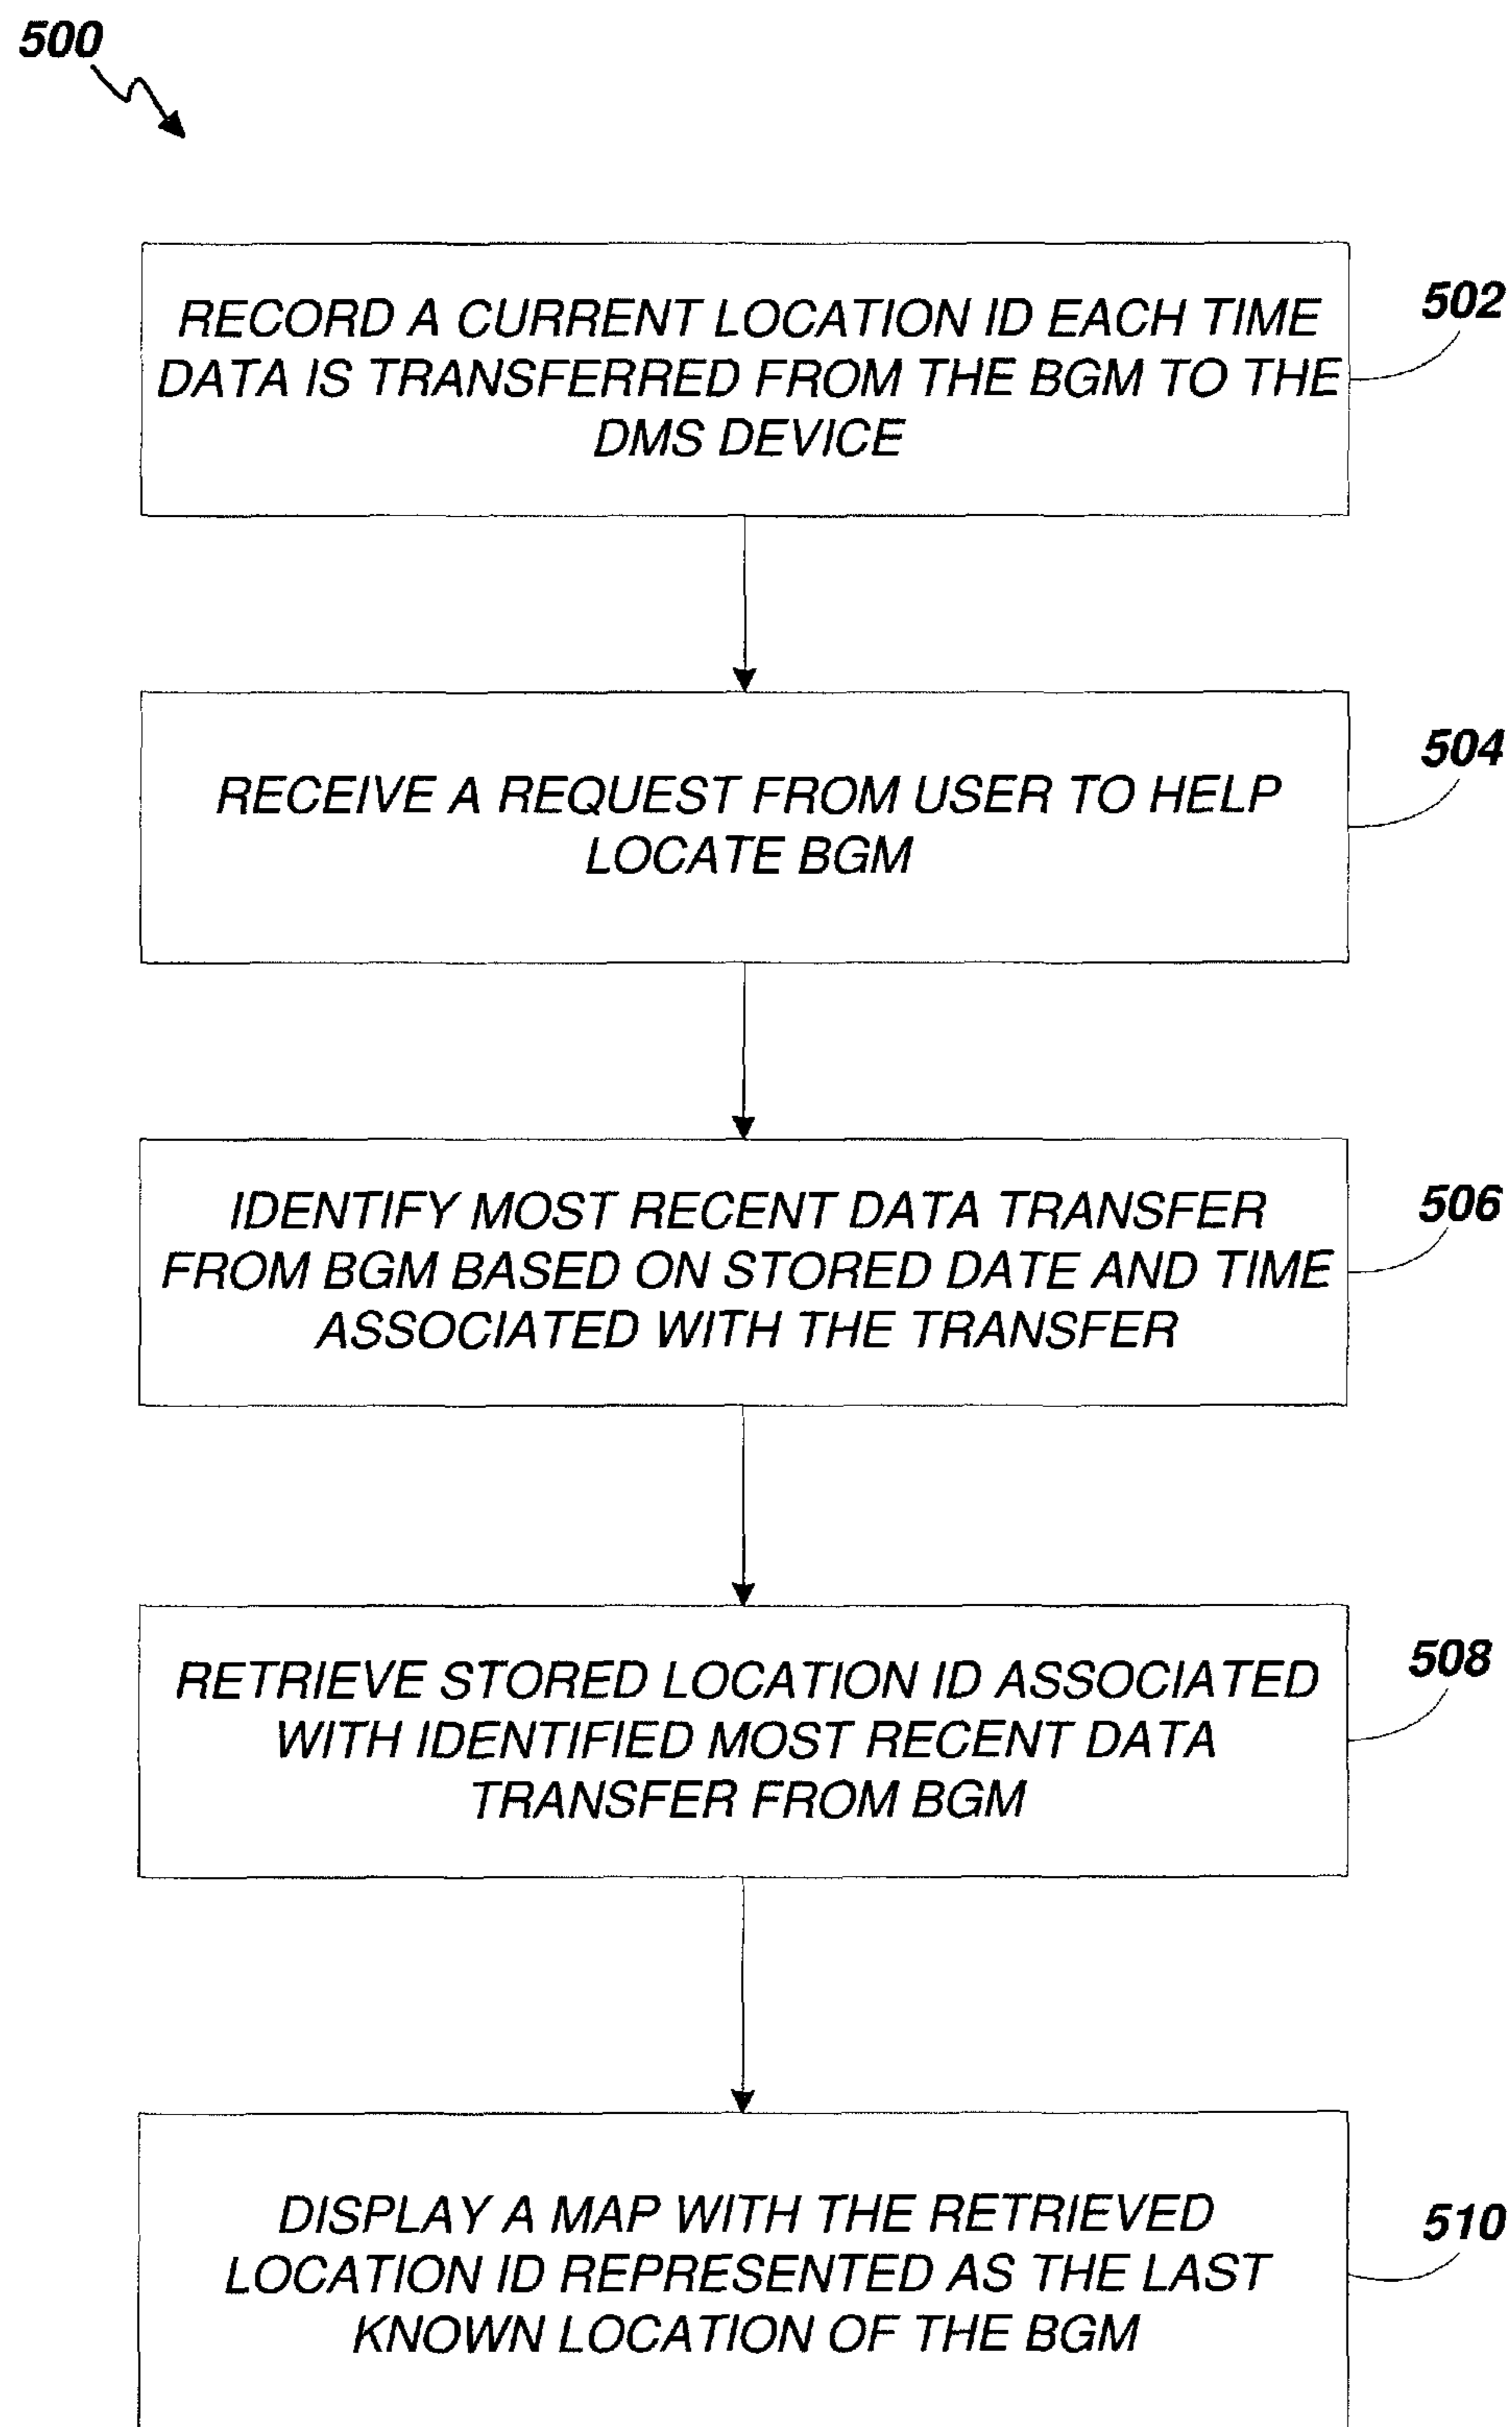 500
RECORD A CURRENT LOCATION ID EACH TIME
DATA IS TRANSFERRED FROM THE BGM TO THE
DMS DEVICE
502
RECEIVE A REQUEST FROM USER TO HELP
LOCATE BGM
504
IDENTIFY MOST RECENT DATA TRANSFER
FROM BGM BASED ON STORED DATE AND TIME
ASSOCIATED WITH THE TRANSFER
506
RETRIEVE STORED LOCATION ID ASSOCIATED
WITH IDENTIFIED MOST RECENT DATA
TRANSFER FROM BGM
508
DISPLAY A MAP WITH THE RETRIEVED
LOCATION ID REPRESENTED AS THE LAST
KNOWN LOCATION OF THE BGM
510